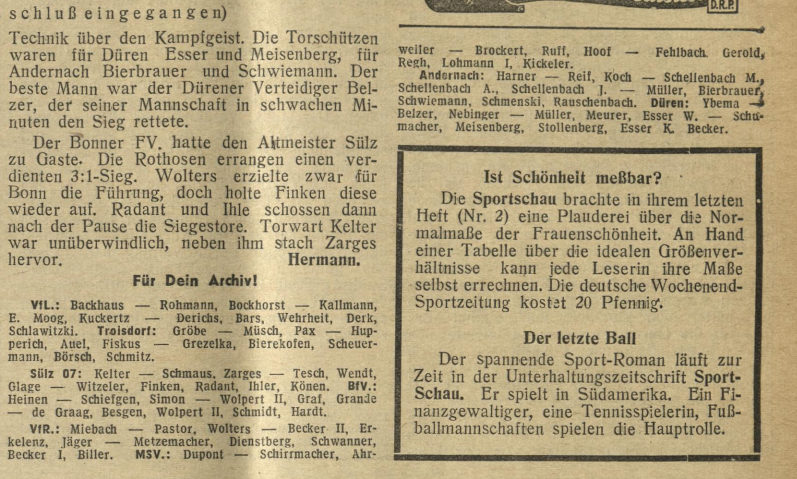 schluß eingegangen)
Technik über den Kampfgeist. Die Torschützen
waren für Düren Esser und Meisenberg, für
Andernach Bierbrauer und Schwiemann. Der
beste Mann war der Dürener Verteidiger Bel-
zer, der seiner Mannschaft in schwachen Mi-
nuten den Sieg rettete.
Der Bonner FV. hatte den Altmeister Sülz
zu Gaste. Die Rothosen errangen einen ver-
dienten 3:1-Sieg. Wolters erzielte zwar für
Bonn die Führung, doch holte Finken diese
wieder auf. Radant und Ihle schossen dann
nach der Pause die Siegestore. Torwart Kelter
war unüberwindlich, neben ihm stach Zarges
hervor. Hermann.
Für Dein Archiv!
VfL.: Backhaus — Rohmann, Bockhorst — Kallmann,
E. Moog, Kuckertz — Derichs, Bars, Wehrheit, Derk,
Schlawitzki. Troisdorf: Gröbe — Müsch, Pax — Hup-
perich, Auel, Fiskus — Grezelka, Bierekofen, Scheuer-
mann, Börsch, Schmitz.
Sülz 07: Kelter — Schmaus, Zarges — Tesch, Wendt,
Glage — Witzeler, Finken, Radant, Ihler, Könen. BfV.:
Heinen — Schiefgen, Simon — Wolpert II, Graf, Grande
— de Graag, Besgen, Wolpert II, Schmidt, Hardt.
VfR.: Miebach — Pastor, Wolters — Becker II, Er-
kelenz, Jäger — Metzemacher, Dienstberg, Schwanner,
Becker I, Biller. MSV.: Dupont — Schirrmacher, Ahr-
D.R.P.
weiler — Brockert, Ruff, Hoof — Fehlbach, Gerold,
Regh, Lohmann I, Kickeler.
Andernach: Harner — Reif, Koch — Schellenbach M.,
Schellenbach A., Schellenbach J. — Müller, Bierbrauer,
Schwiemann, Schmenski, Rauschenbach. Düren: Ybema —
Belzer, Nebinger — Müller, Meurer, Esser W. — Schu-
macher, Meisenberg, Stollenberg, Esser K. Becker.
Ist Schönheit meßbar?
Die Sportschau brachte in ihrem letzten
Heft (Nr. 2) eine Plauderei über die Nor-
malmaße der Frauenschönheit. An Hand
einer Tabelle über die idealen Größenver-
hältnisse kann jede Leserin ihre Maße
selbst errechnen. Die deutsche Wochenend-
Sportzeitung kostet 20 Pfennig.
Der letzte Ball
Der spannende Sport-Roman läuft zur
Zeit in der Unterhaltungszeitschrift Sport-
Schau. Er spielt in Südamerika. Ein Fi-
nanzgewaltiger, eine Tennisspielerin, Fuß-
ballmannschaften spielen die Hauptrolle.